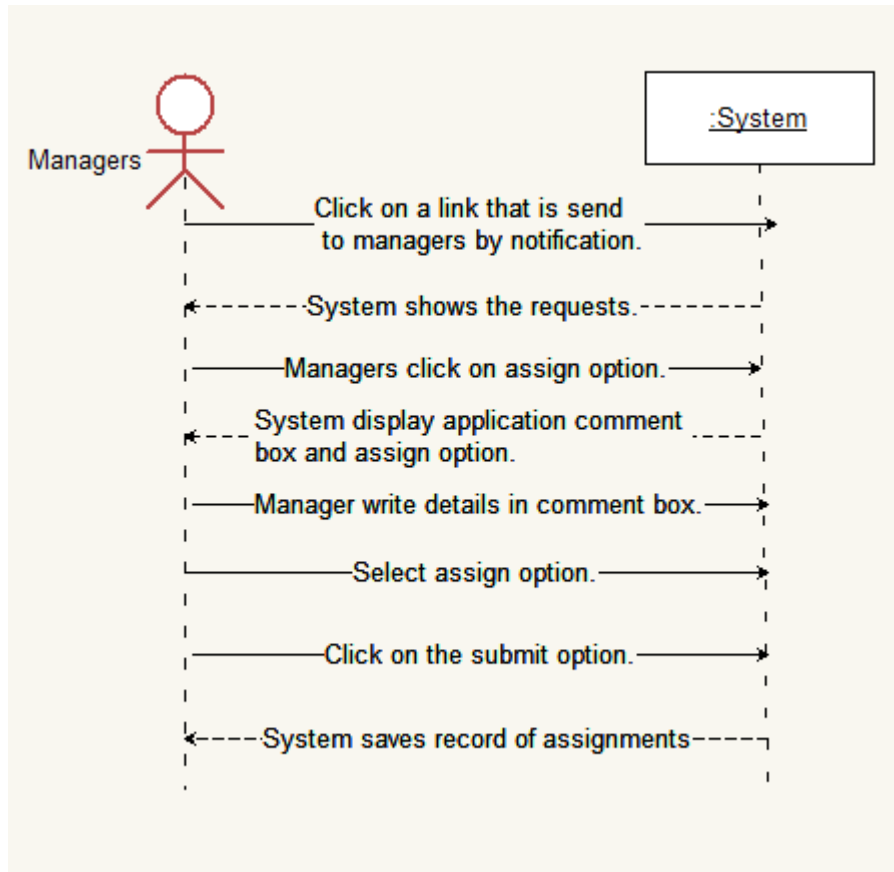 :System
Managers
Click on a link that is send
to managers by notification.
System shows the requests.
Managers click on assign option.
System display application comment
box and assign option.
Manager write details in comment box.
Select assign option.
Click on the submit option.
System saves record of assignments